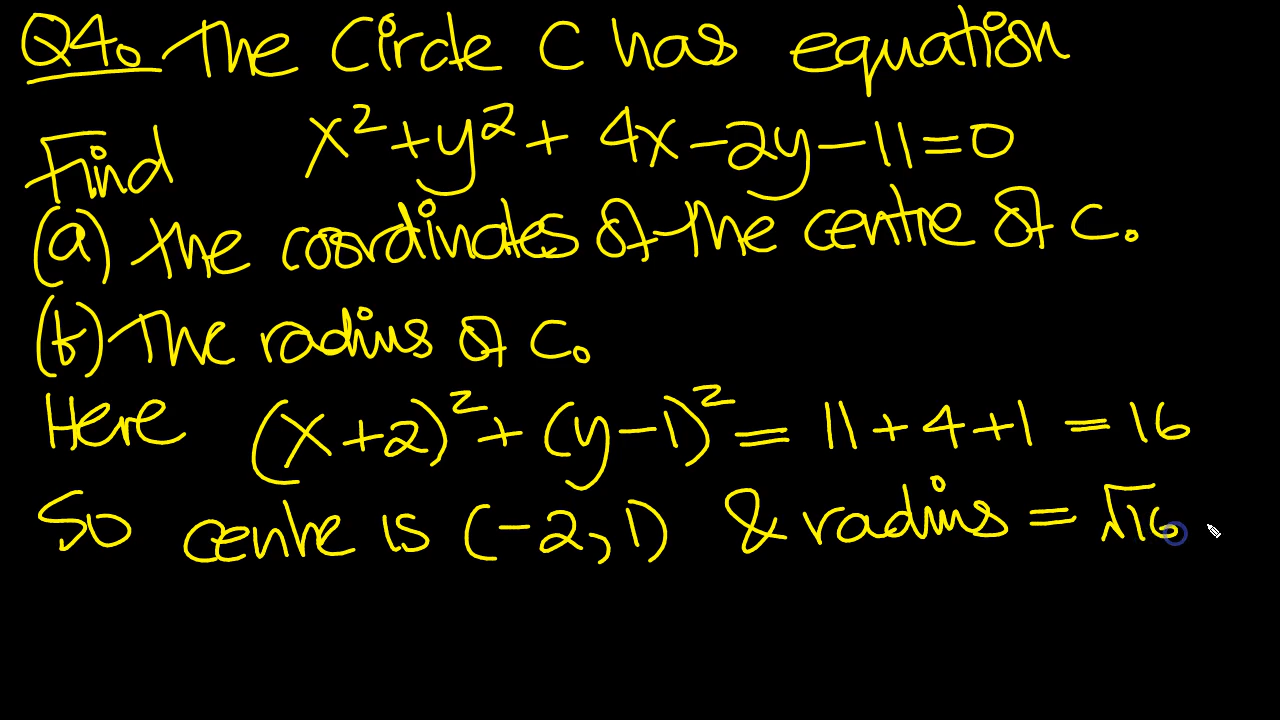 Q4. The Circle C has equation
x²+y²+4x-2y-11=0
Find
(a) the coordinates of the centre of C.
(b) The radius of C.
Here (x+2)²+(y-1)² = 11+4+1 = 16
So centre is (-2,1) & radius = √16